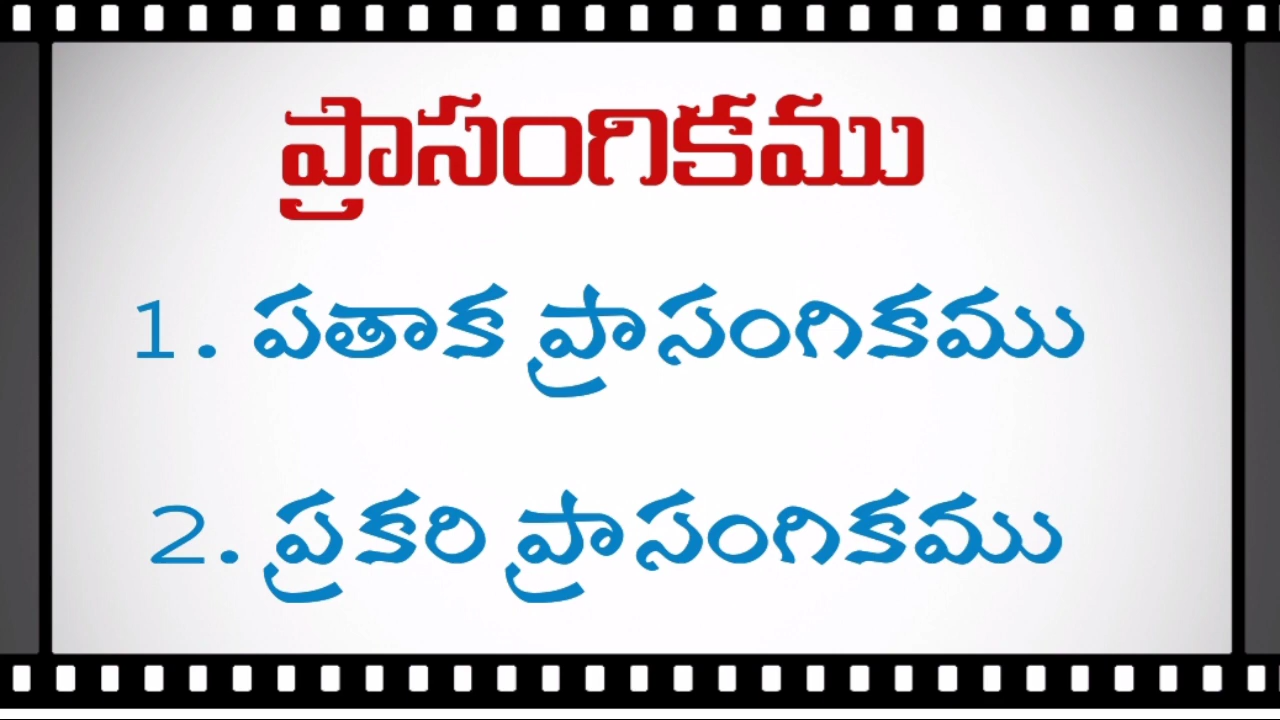 ప్రాసంగికము
1. పతాక ప్రాసంగికము
2. ప్రకరి ప్రాసంగికము